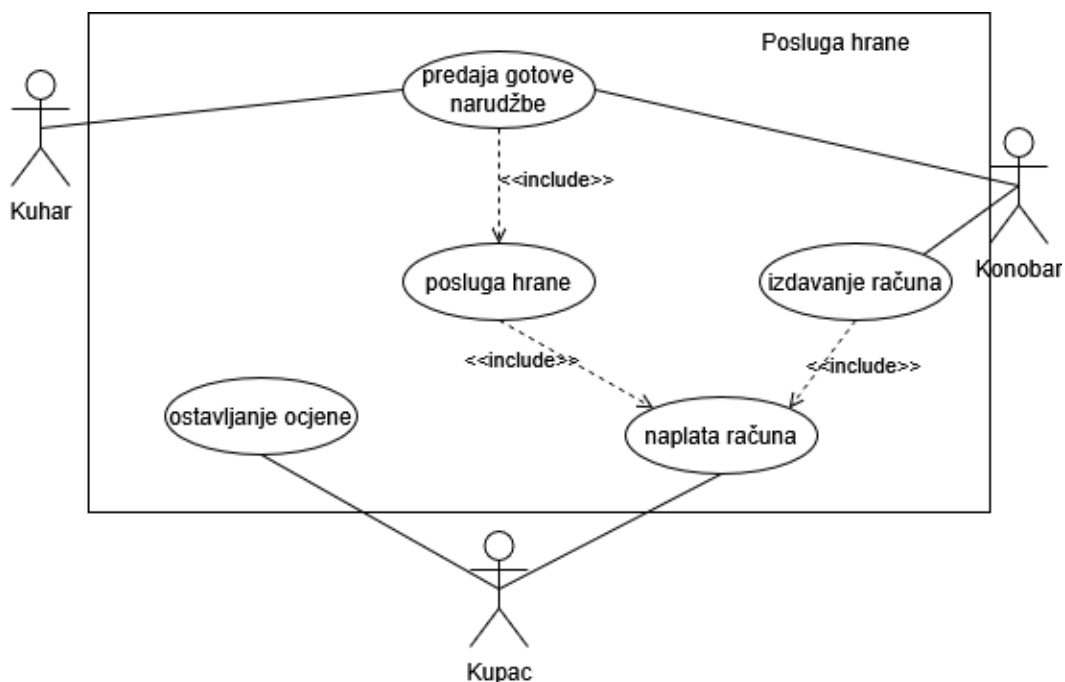 Posluga hrane
predaja gotove
narudžbe
Kuhar
<<include>>
Konobar
posluga hrane
izdavanje računa
<<include>>
<<include>>
ostavljanje ocjene
naplata računa
Kupac